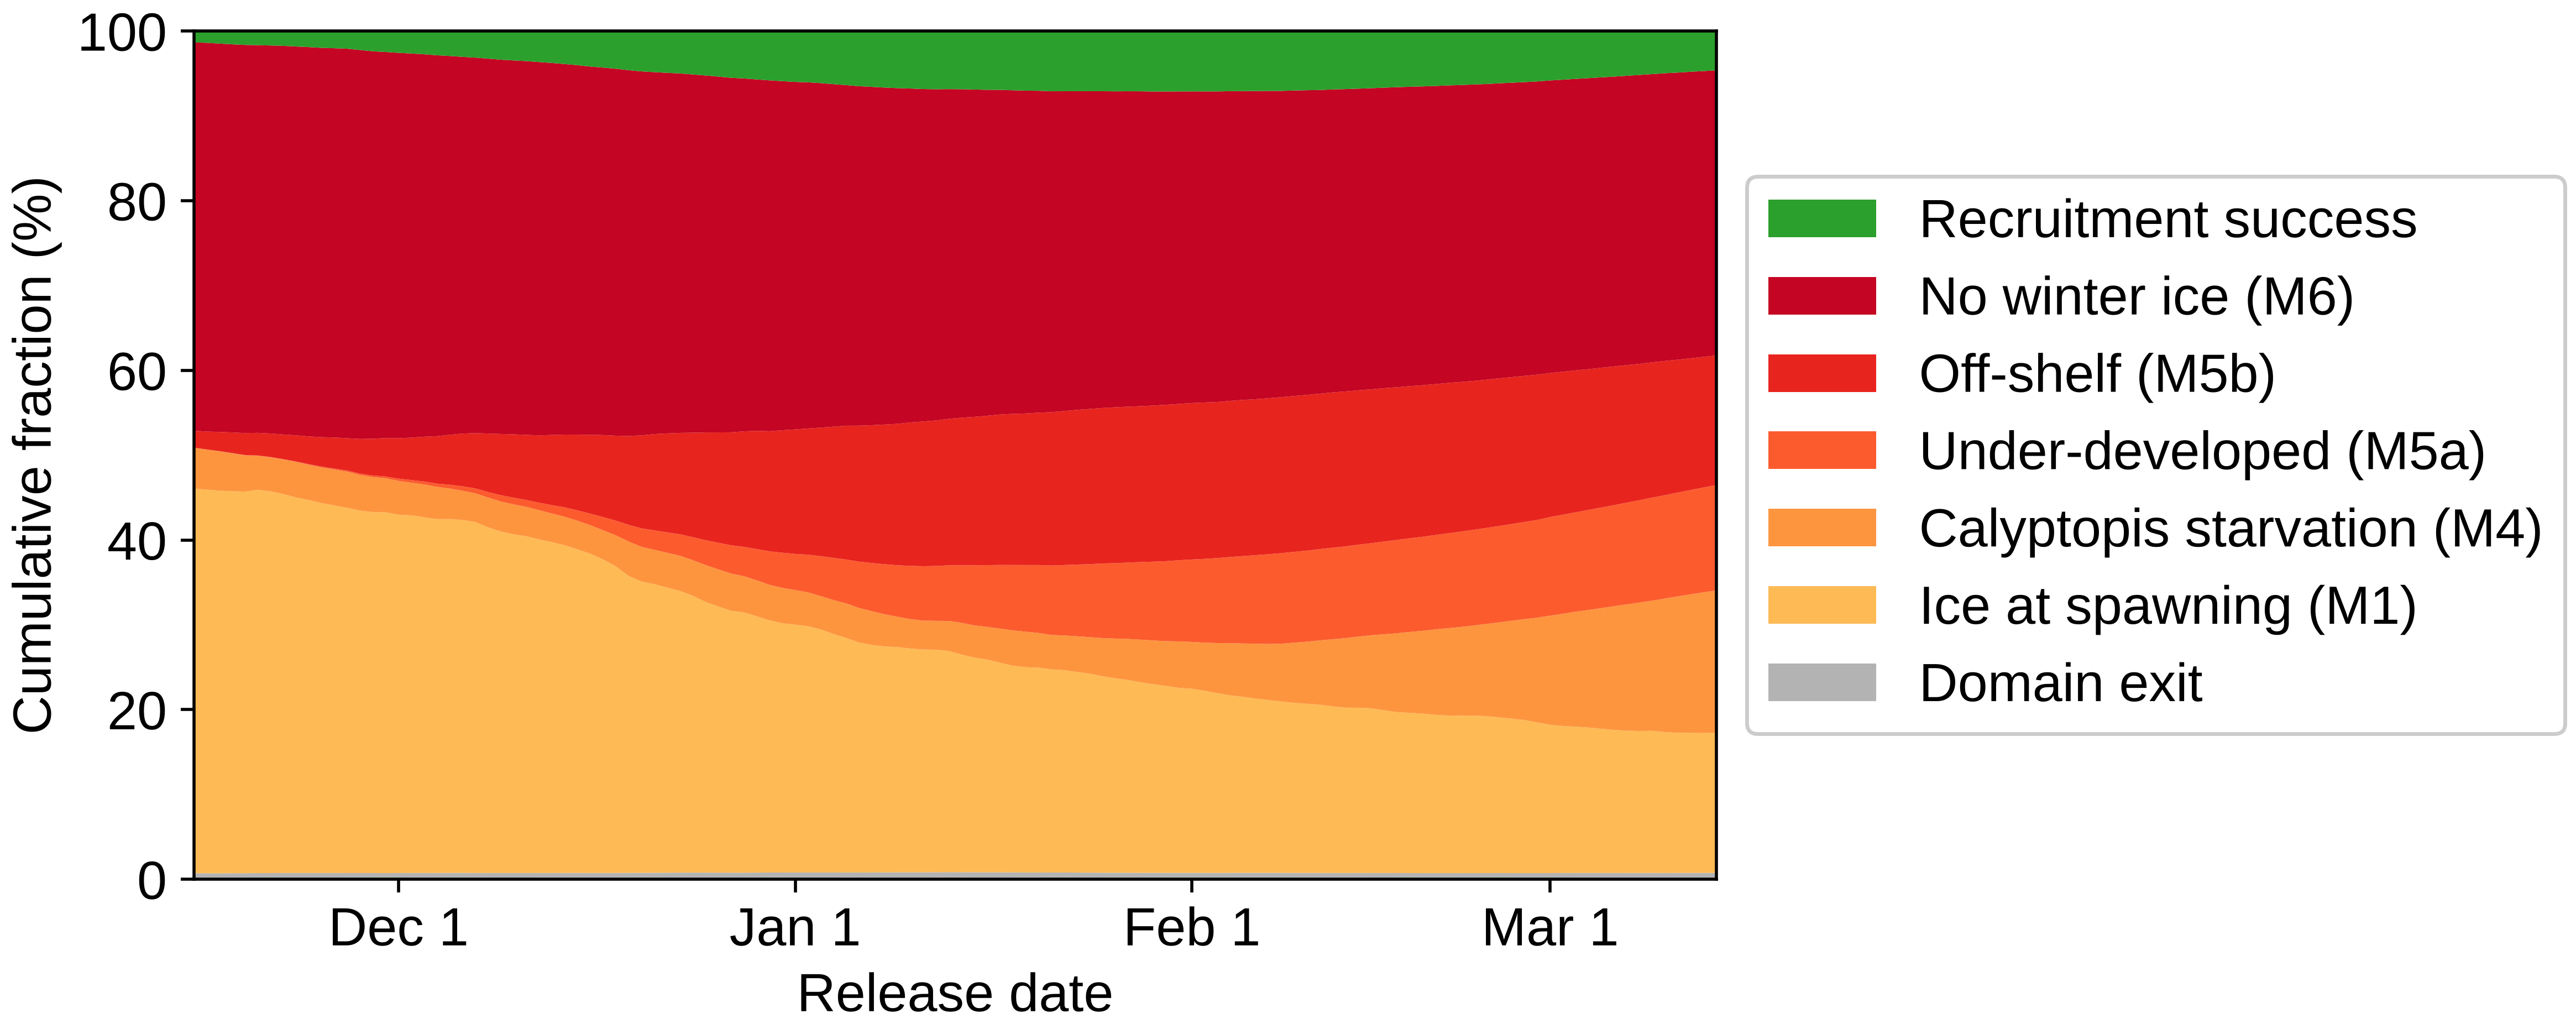 Cumulative fraction (%)
100
80
60
40
20
0
Dec 1
Jan 1
Feb 1
Mar 1
Release date
Recruitment success
No winter ice (M6)
Off-shelf (M5b)
Under-developed (M5a)
Calyptopis starvation (M4)
Ice at spawning (M1)
Domain exit